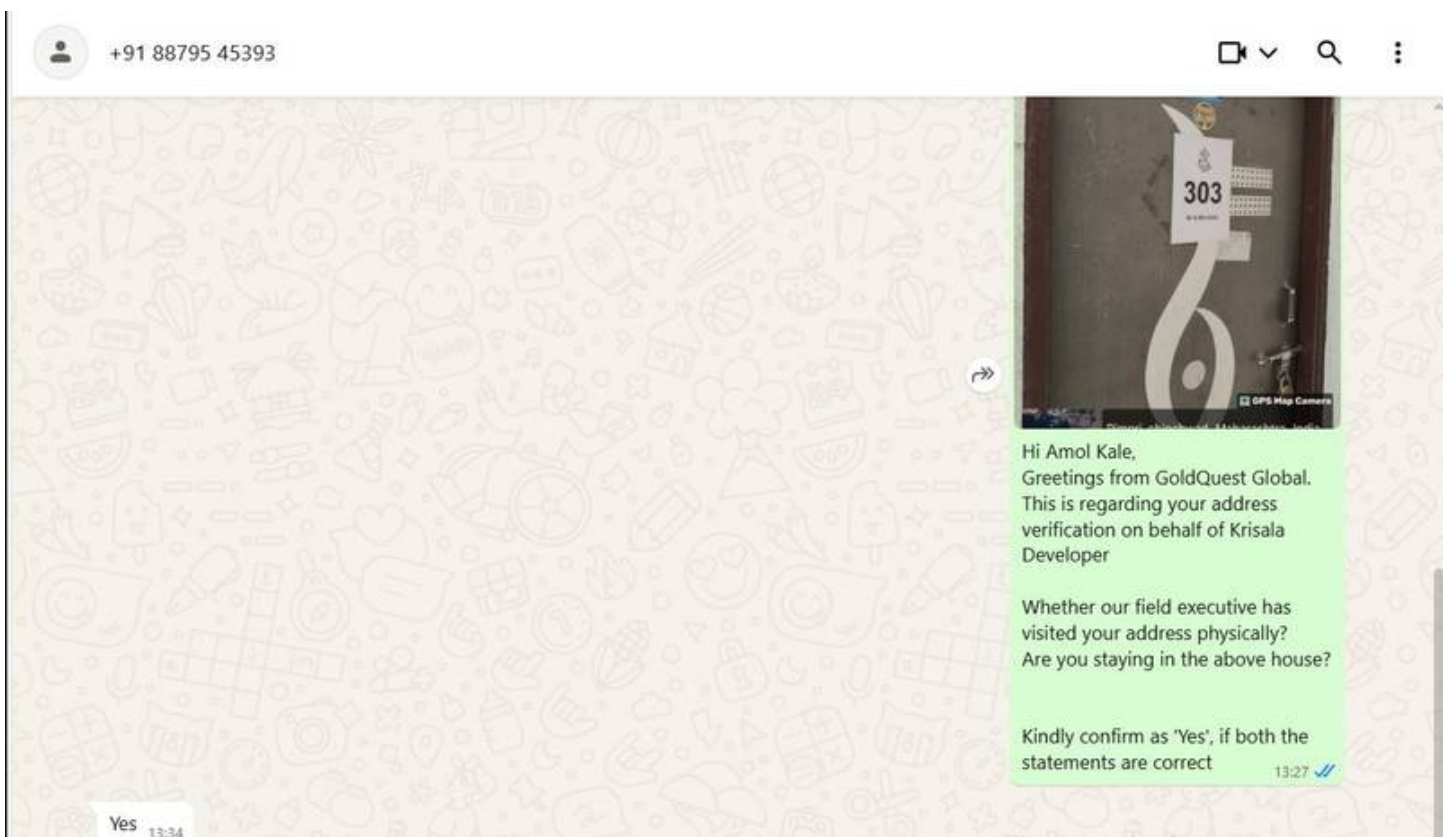 +91 88795 45393
303
GPS Map Camera
Hi Amol Kale,
Greetings from GoldQuest Global.
This is regarding your address
verification on behalf of Krisala
Developer
Whether our field executive has
visited your address physically?
Are you staying in the above house?
Kindly confirm as 'Yes', if both the
statements are correct
13:27
Yes
13:34